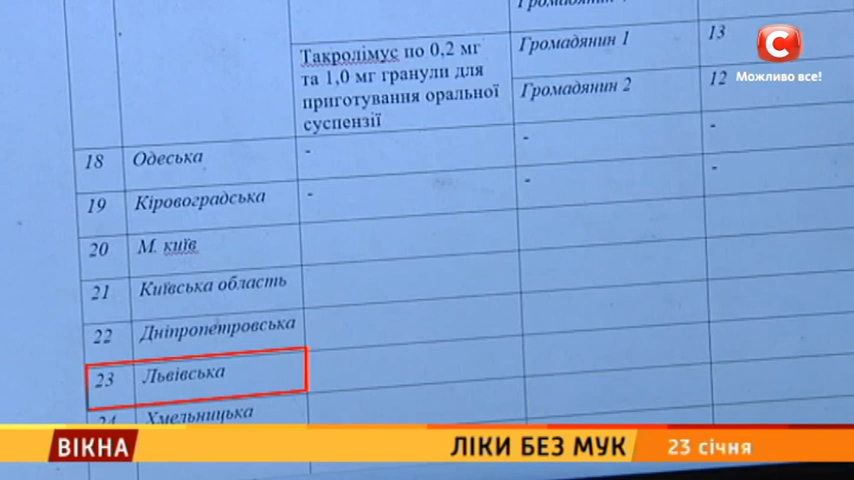 Громадянин 1
13
Такролімус по 0,2 мг
та 1,0 мг гранули для
приготування оральної
суспензії
Громадянин 2
12
Можливо все!
18 Одеська - - -
19 Кіровоградська - - -
20 М. київ
21 Київська область
22 Дніпропетровська
23 Львівська
24 Хмельницька
ВІКНА
ЛІКИ БЕЗ МУК
23 січня